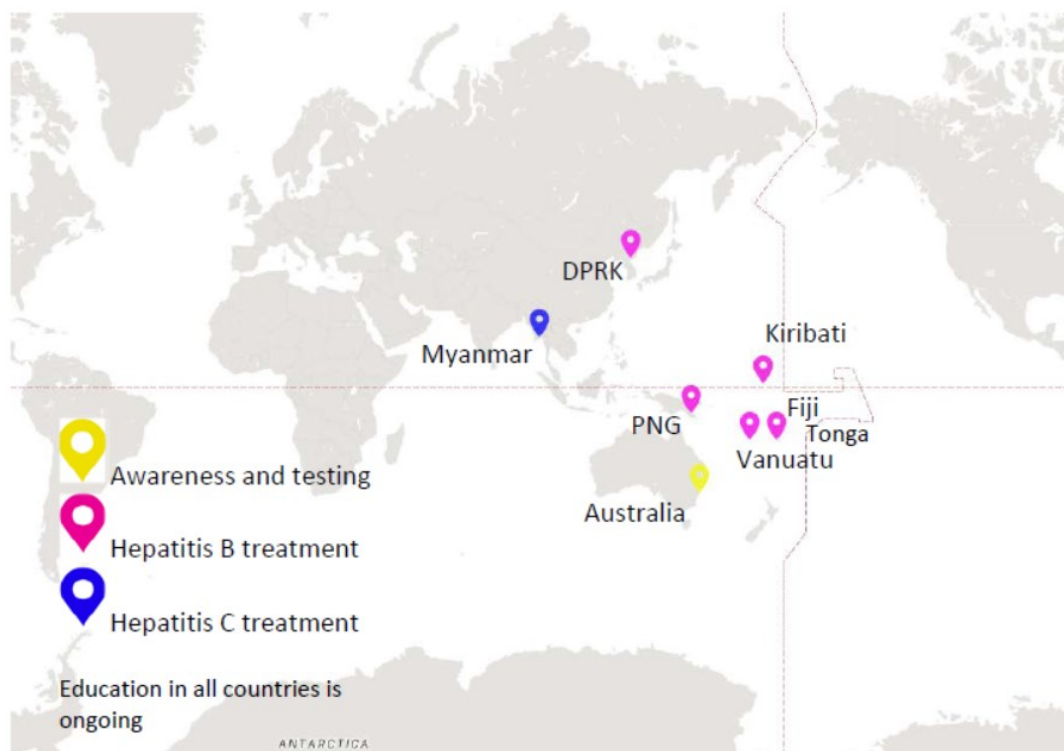 DPRK
Kiribati
Myanmar
Fiji
PNG
Tonga
Vanuatu
Awareness and testing
Australia
Hepatitis B treatment
Hepatitis C treatment
Education in all countries is
ongoing
ANTARCTICA